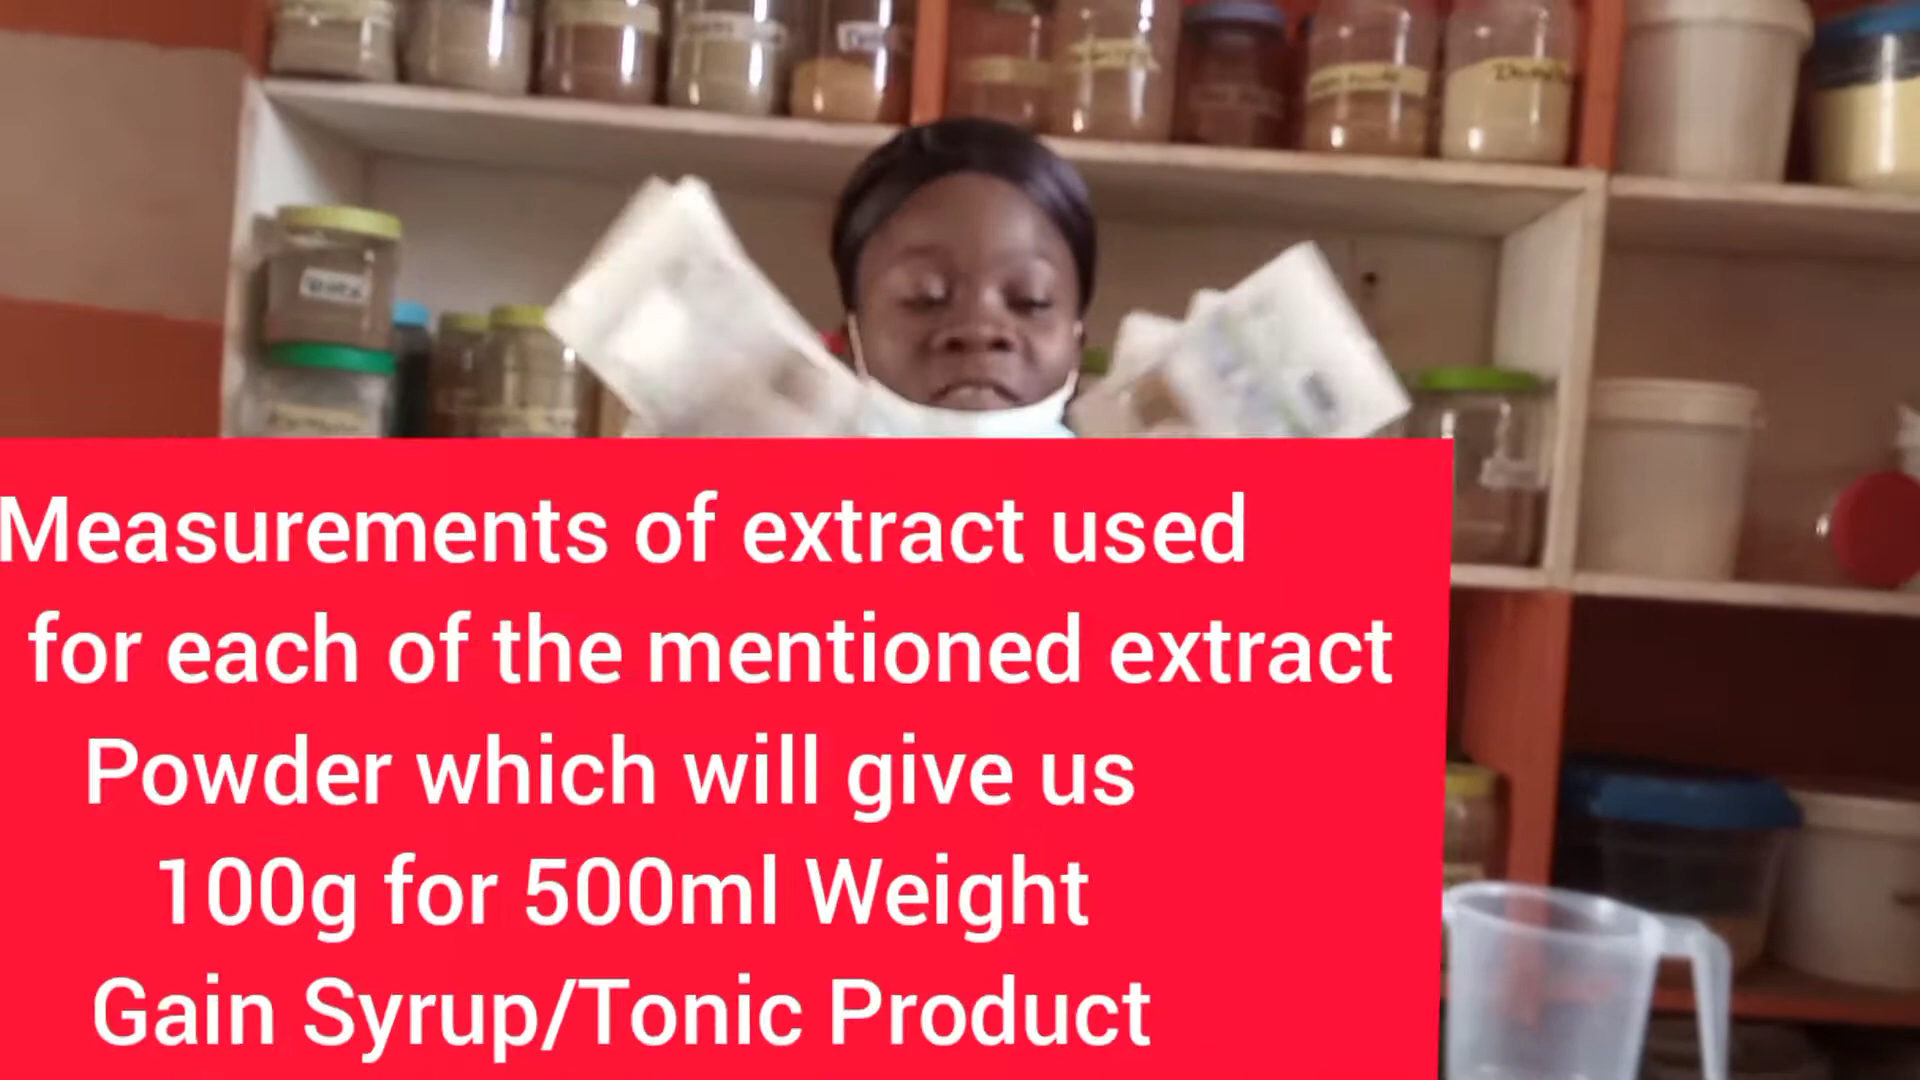 Measurements of extract used
for each of the mentioned extract
Powder which will give us
100g for 500ml Weight
Gain Syrup/Tonic Product